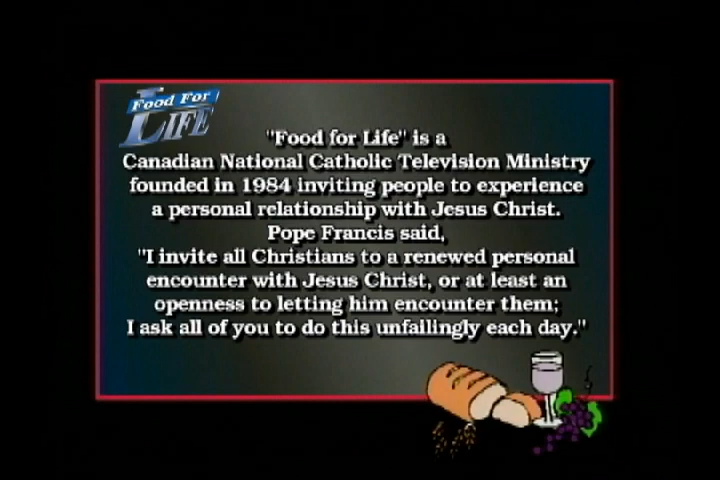 Food For
LIFE
"Food for Life" is a
Canadian National Catholic Television Ministry
founded in 1984 inviting people to experience
a personal relationship with Jesus Christ.
Pope Francis said,
"I invite all Christians to a renewed personal
encounter with Jesus Christ, or at least an
openness to letting him encounter them;
I ask all of you to do this unfailingly each day."